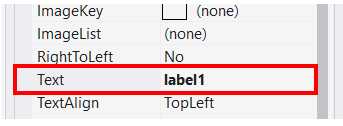 ImageKey (none)
ImageList (none)
RightToLeft No
Text label1
TextAlign TopLeft